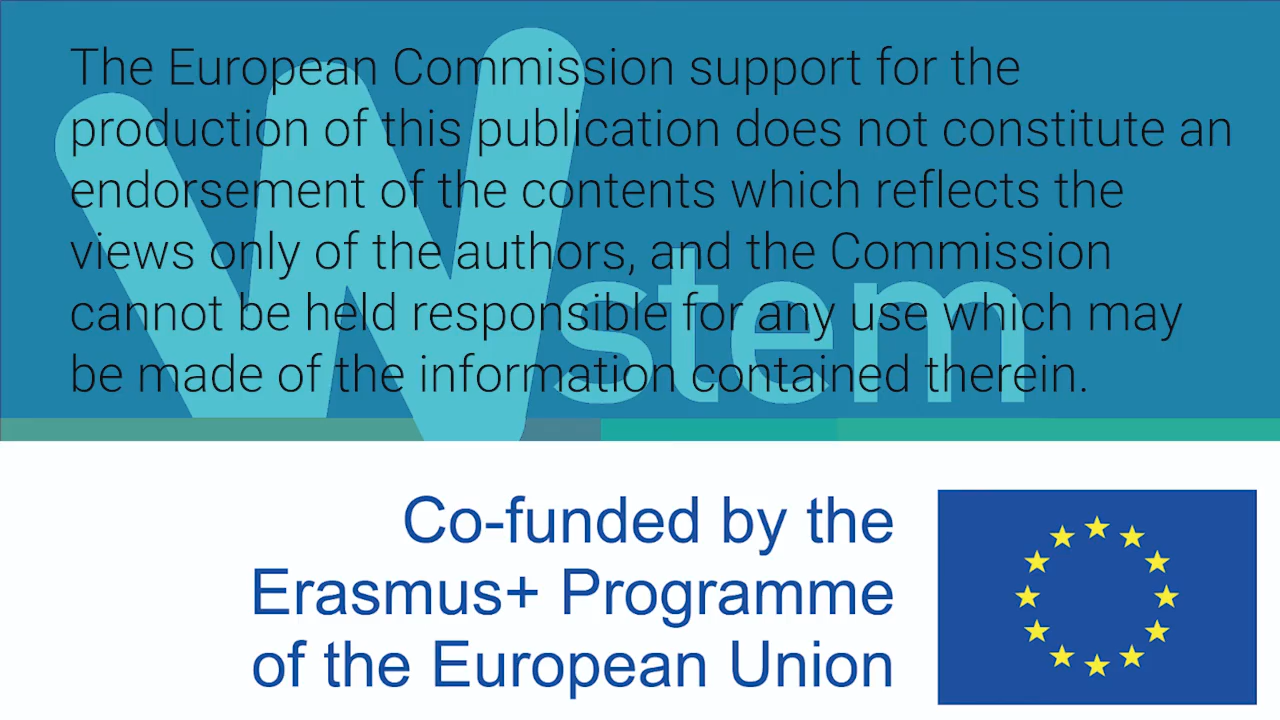 The European Commission support for the
production of this publication does not constitute an
endorsement of the contents which reflects the
views only of the authors, and the Commission
cannot be held responsible for any use which may
be made of the information contained therein.
W stem
Co-funded by the
Erasmus+ Programme
of the European Union